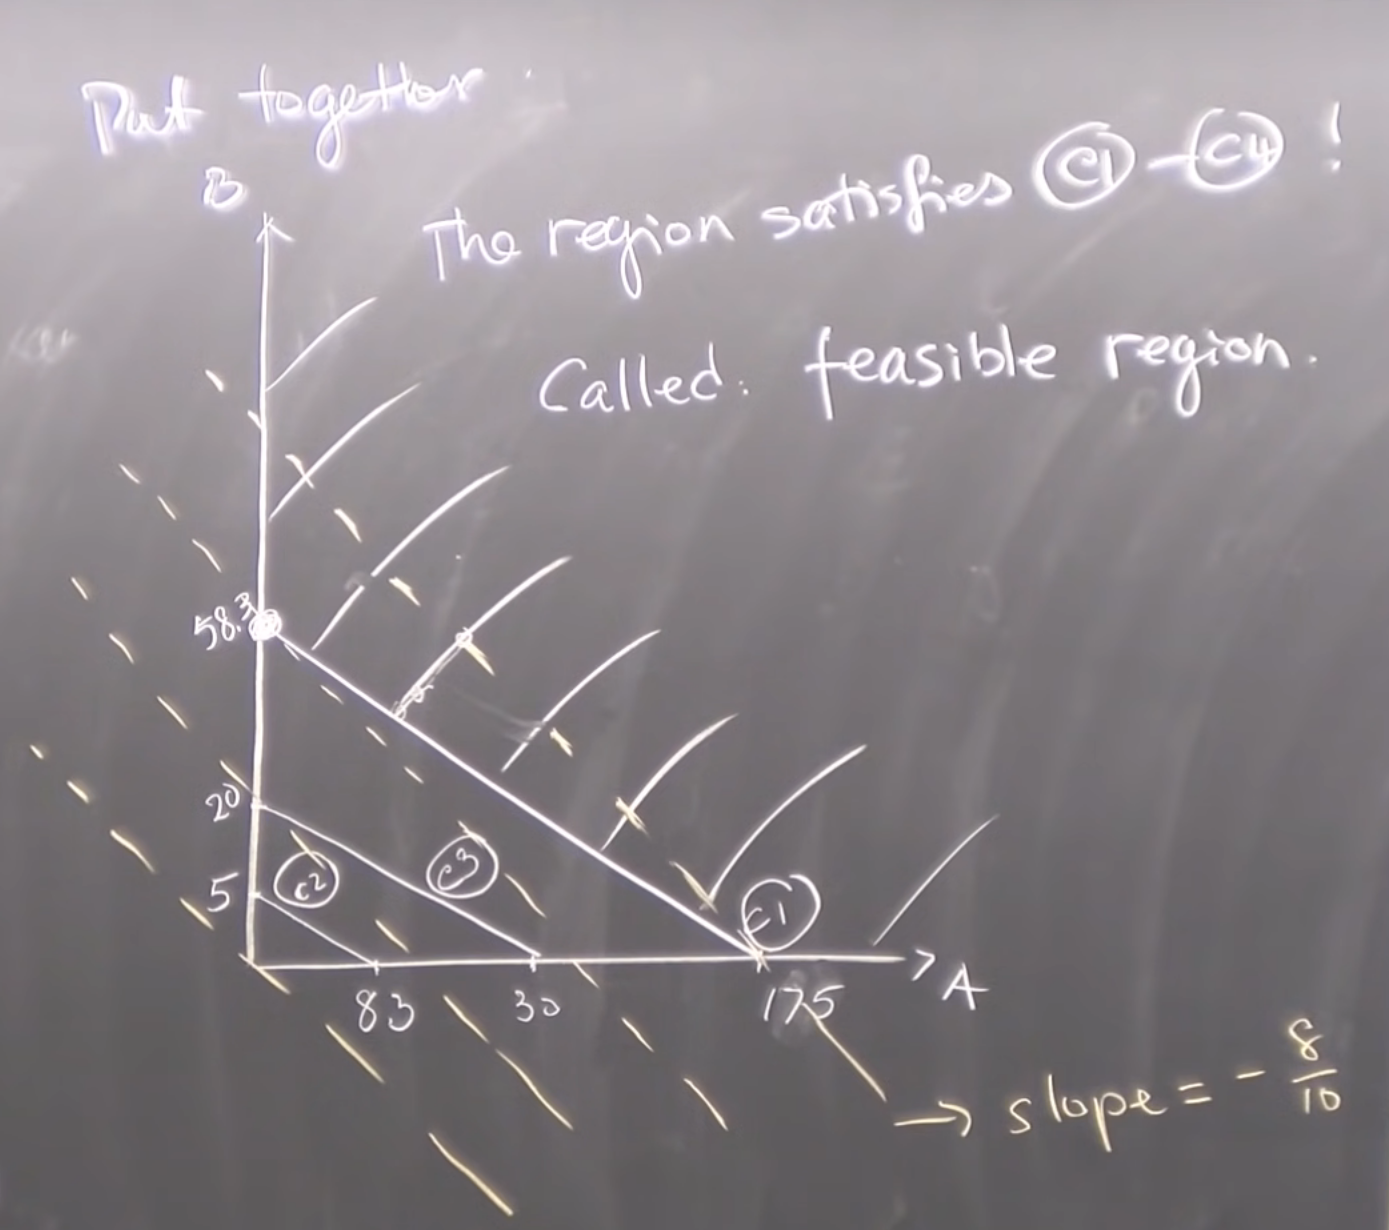 Put together.
The region satisfies C1 - C4 !
Called: feasible region.
B
58.3
20
5
C2
C3
C1
83
30
175
A
→ slope = - 8/10